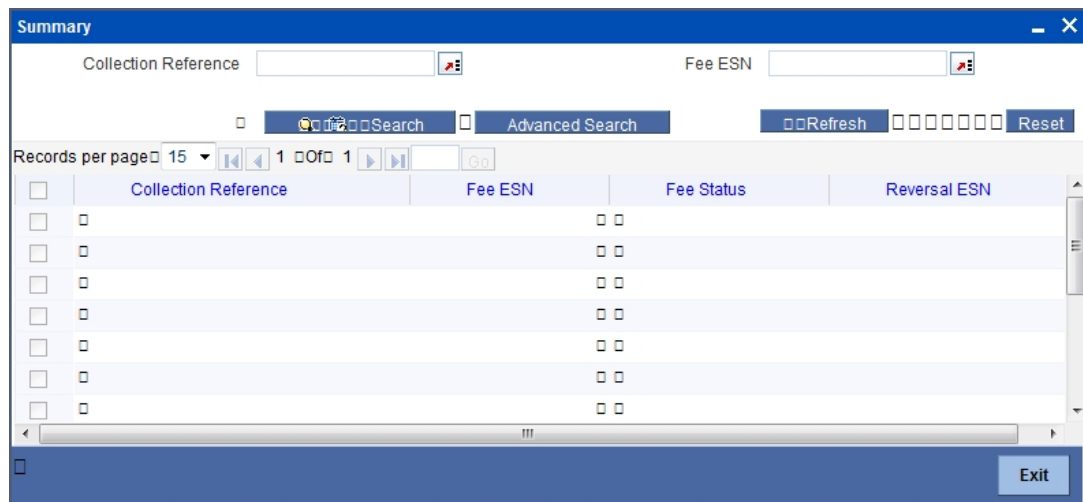 Summary
Collection Reference Fee ESN
Search Advanced Search Refresh Reset
Records per page 15 1 Of 1 Go
Collection Reference Fee ESN Fee Status Reversal ESN
Exit